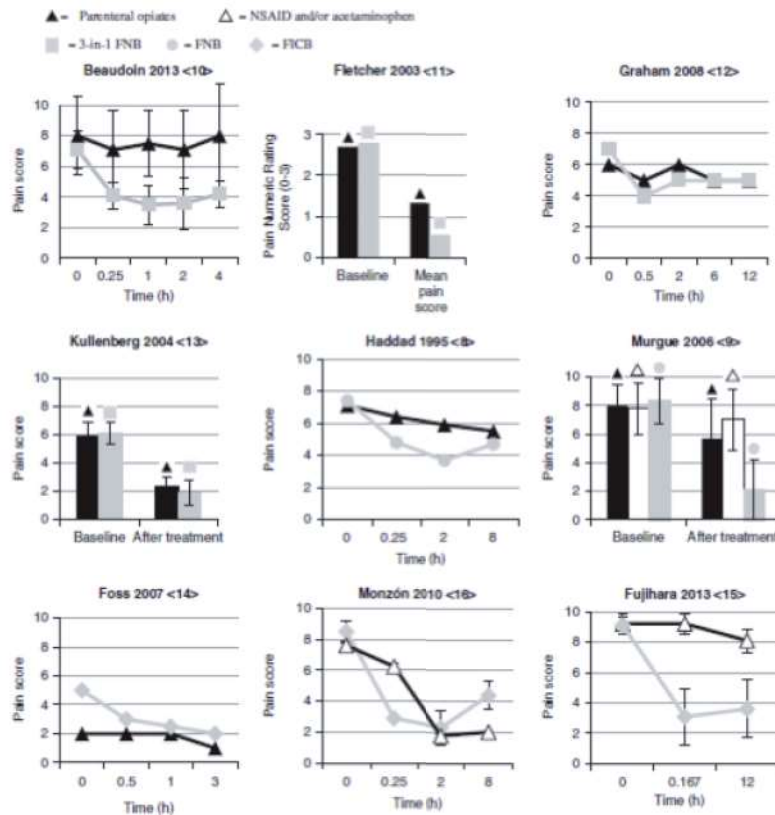 = Parenteral opiates = NSAID and/or acetaminophen
= 3-in-1 FNB = FNB = FICB
Beaudoin 2013 <10>
Pain score
10
8
6
4
2
0
0 0.25 1 2 4
Time (h)
Fletcher 2003 <11>
Pain Numeric Rating
Score (0-3)
3
2
1
0
Baseline Mean
pain
score
Graham 2008 <12>
Pain score
10
8
6
4
2
0
0 0.5 2 6 12
Time (h)
Kullenberg 2004 <13>
Pain score
10
8
6
4
2
0
Baseline After treatment
Haddad 1995 <8>
Pain score
10
8
6
4
2
0
0 0.25 2 8
Time (h)
Murgue 2006 <9>
Pain score
10
8
6
4
2
0
Baseline After treatment
Foss 2007 <14>
Pain score
10
8
6
4
2
0
0 0.5 1 3
Time (h)
Monzón 2010 <16>
Pain score
10
8
6
4
2
0
0 0.25 2 8
Time (h)
Fujihara 2013 <15>
Pain score
10
8
6
4
2
0
0 0.167 12
Time (h)